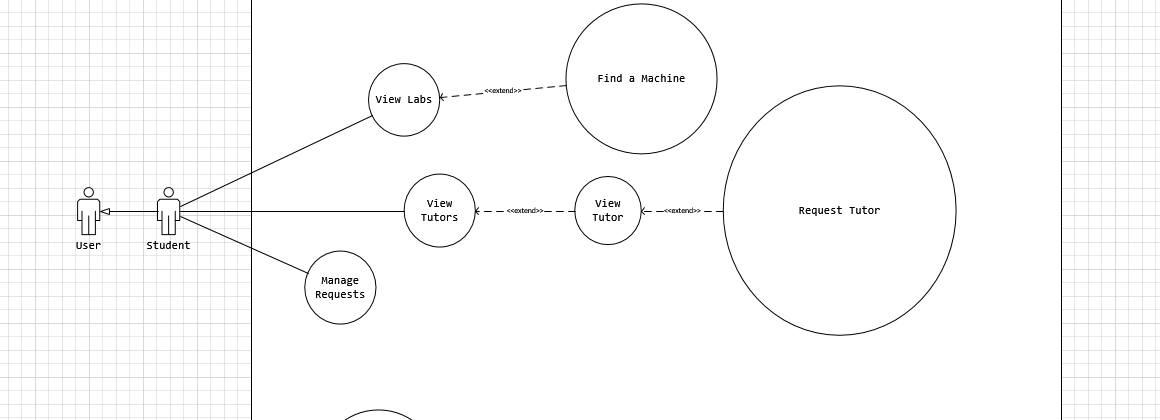 Find a Machine
<<extend>>
View Labs
View
Tutors
<<extend>>
View
Tutor
<<extend>>
Request Tutor
User
Student
Manage
Requests